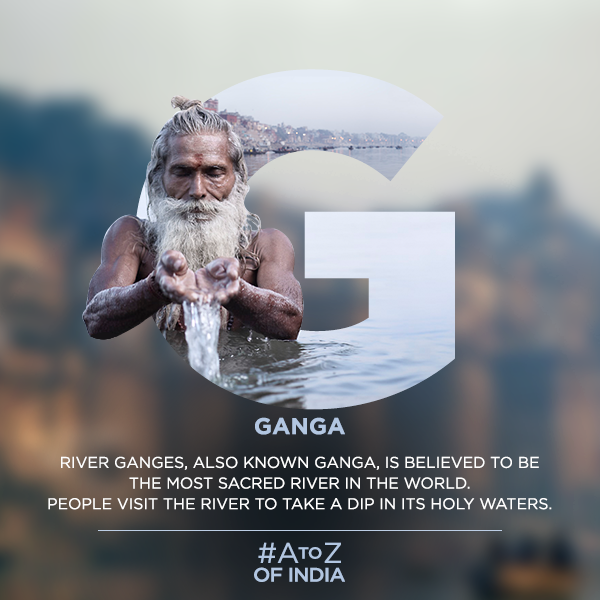 G
GANGA
RIVER GANGES, ALSO KNOWN GANGA, IS BELIEVED TO BE
THE MOST SACRED RIVER IN THE WORLD.
PEOPLE VISIT THE RIVER TO TAKE A DIP IN ITS HOLY WATERS.
#ATOZ
OF INDIA